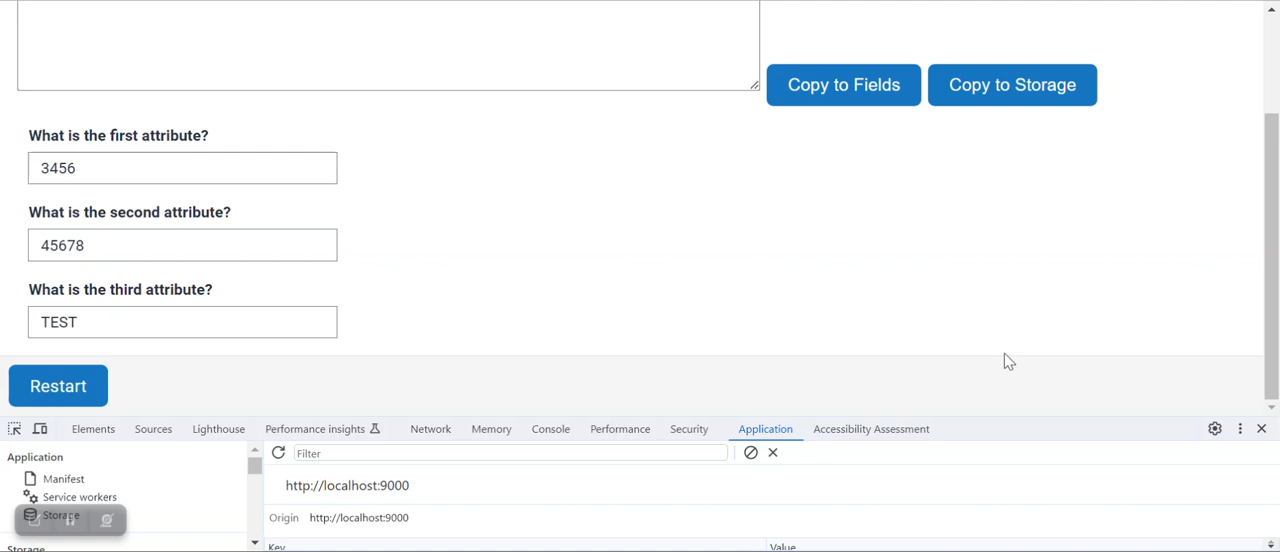 Copy to Fields Copy to Storage
What is the first attribute?
3456
What is the second attribute?
45678
What is the third attribute?
TEST
Restart
Elements Sources Lighthouse Performance insights Network Memory Console Performance Security Application Accessibility Assessment
Application
Filter
Manifest
http://localhost:9000
Service workers
Storage
Origin http://localhost:9000
Storage
Key Value